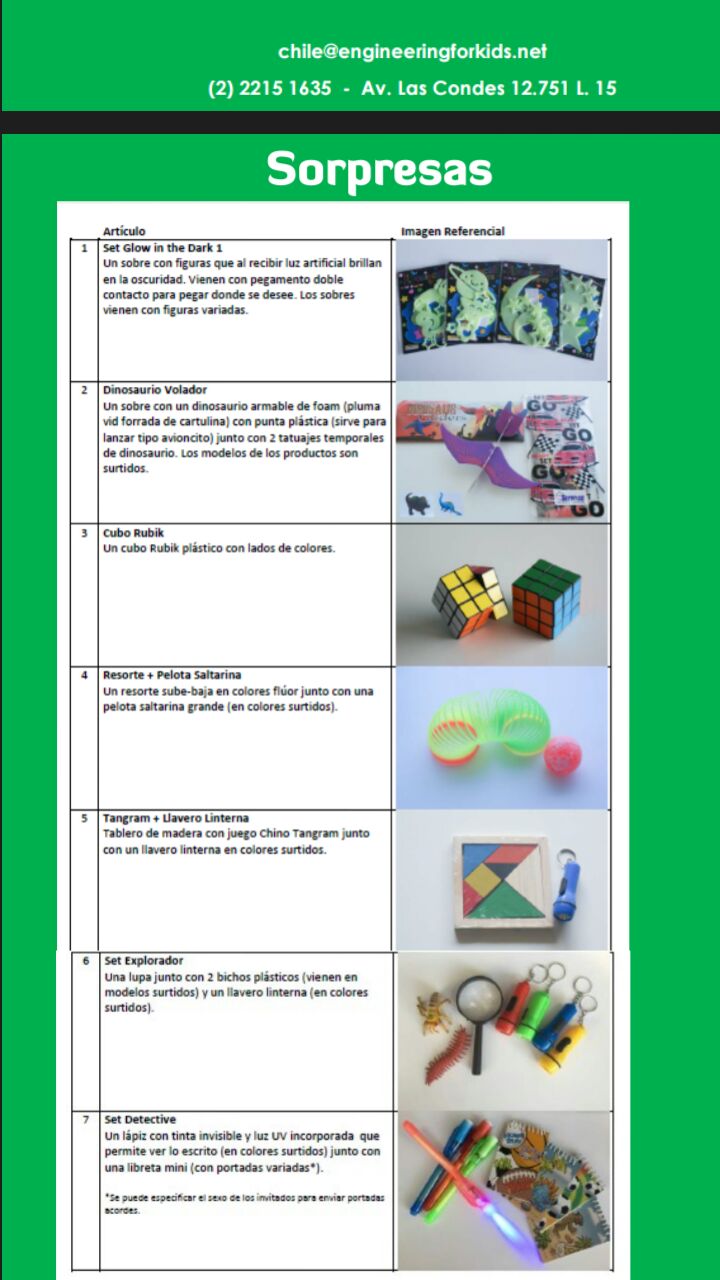 chile@engineeringforkids.net
(2) 2215 1635 - Av. Las Condes 12.751 L. 15
Sorpresas
Artículo
Imagen Referencial
1
Set Glow in the Dark 1
Un sobre con figuras que al recibir luz artificial brillan
en la oscuridad. Vienen con pegamento doble
contacto para pegar donde se desee. Los sobres
vienen con figuras variadas.
2
Dinosaurio Volador
Un sobre con un dinosaurio armable de foam (pluma
vid forrada de cartulina) con punta plástica (sirve para
lanzar tipo avioncito) junto con 2 tatuajes temporales
de dinosaurio. Los modelos de los productos son
surtidos.
GO
GO
SET
GO
GO
3
Cubo Rubik
Un cubo Rubik plástico con lados de colores.
4
Resorte + Pelota Saltarina
Un resorte sube-baja en colores flúor junto con una
pelota saltarina grande (en colores surtidos).
5
Tangram + Llavero Linterna
Tablero de madera con juego Chino Tangram junto
con un llavero linterna en colores surtidos.
6
Set Explorador
Una lupa junto con 2 bichos plásticos (vienen en
modelos surtidos) y un llavero linterna (en colores
surtidos).
7
Set Detective
Un lápiz con tinta invisible y luz UV incorporada que
permite ver lo escrito (en colores surtidos) junto con
una libreta mini (con portadas variadas*).
*Se puede especificar el sexo de los invitados para enviar portadas
acordes.